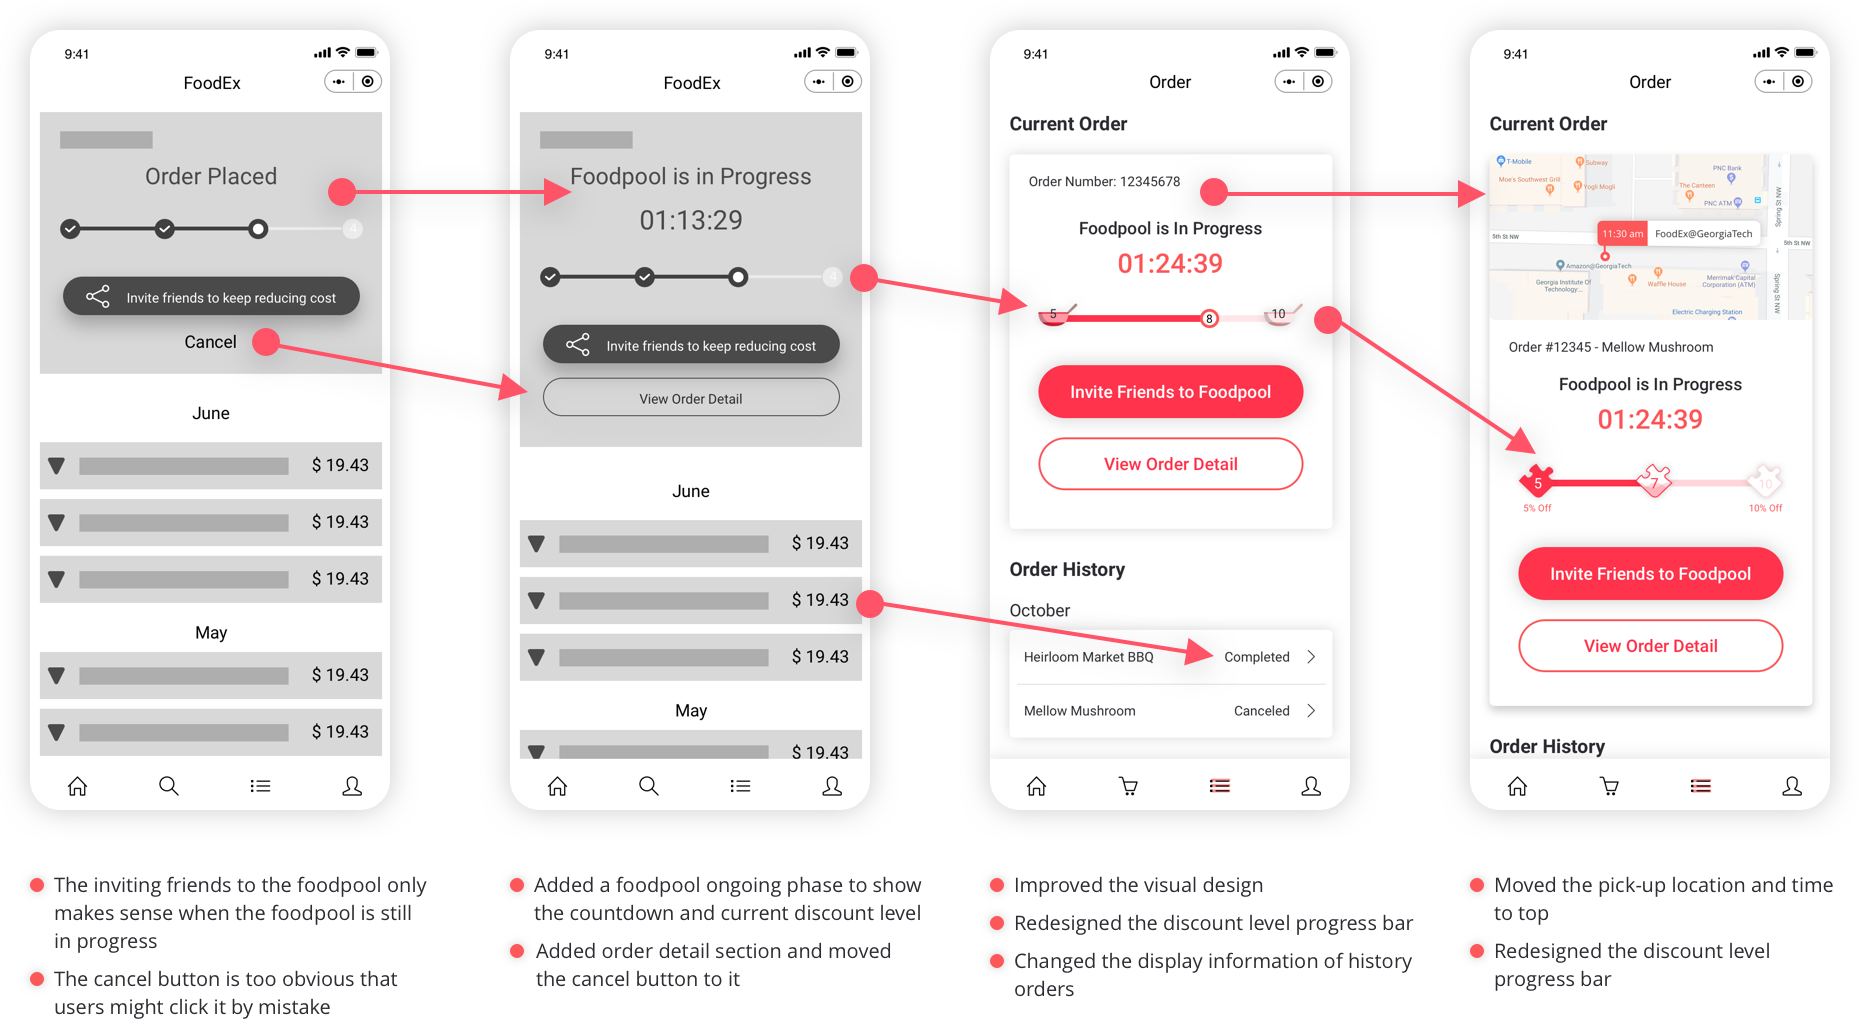 9:41
FoodEx
Order Placed
4
Invite friends to keep reducing cost
Cancel
June
$ 19.43
$ 19.43
$ 19.43
May
$ 19.43
$ 19.43
The inviting friends to the foodpool only
makes sense when the foodpool is still
in progress
The cancel button is too obvious that
users might click it by mistake
9:41
FoodEx
Foodpool is in Progress
01:13:29
4
Invite friends to keep reducing cost
View Order Detail
June
$ 19.43
$ 19.43
$ 19.43
May
$ 19.43
Added a foodpool ongoing phase to show
the countdown and current discount level
Added order detail section and moved
the cancel button to it
9:41
Order
Current Order
Order Number: 12345678
Foodpool is In Progress
01:24:39
5 8 10
Invite Friends to Foodpool
View Order Detail
Order History
October
Heirloom Market BBQ Completed
Mellow Mushroom Canceled
Improved the visual design
Redesigned the discount level progress bar
Changed the display information of history
orders
9:41
Order
Current Order
T-Mobile
Subway
PNC Bank
Moe's Southwest Grill
Yogli Mogli
The Canteen
PNC ATM
Spring St NW
11:30 am FoodEx@GeorgiaTech
5th St NW
5th St NW
Amazon@GeorgiaTech
Georgia Institute Of
Technology...
Waffle House
Merrimak Capital
Corporation (ATM)
Spring St NW
Electric Charging Station
Order #12345 - Mellow Mushroom
Foodpool is In Progress
01:24:39
5 7 10
5% Off 10% Off
Invite Friends to Foodpool
View Order Detail
Order History
Moved the pick-up location and time
to top
Redesigned the discount level
progress bar